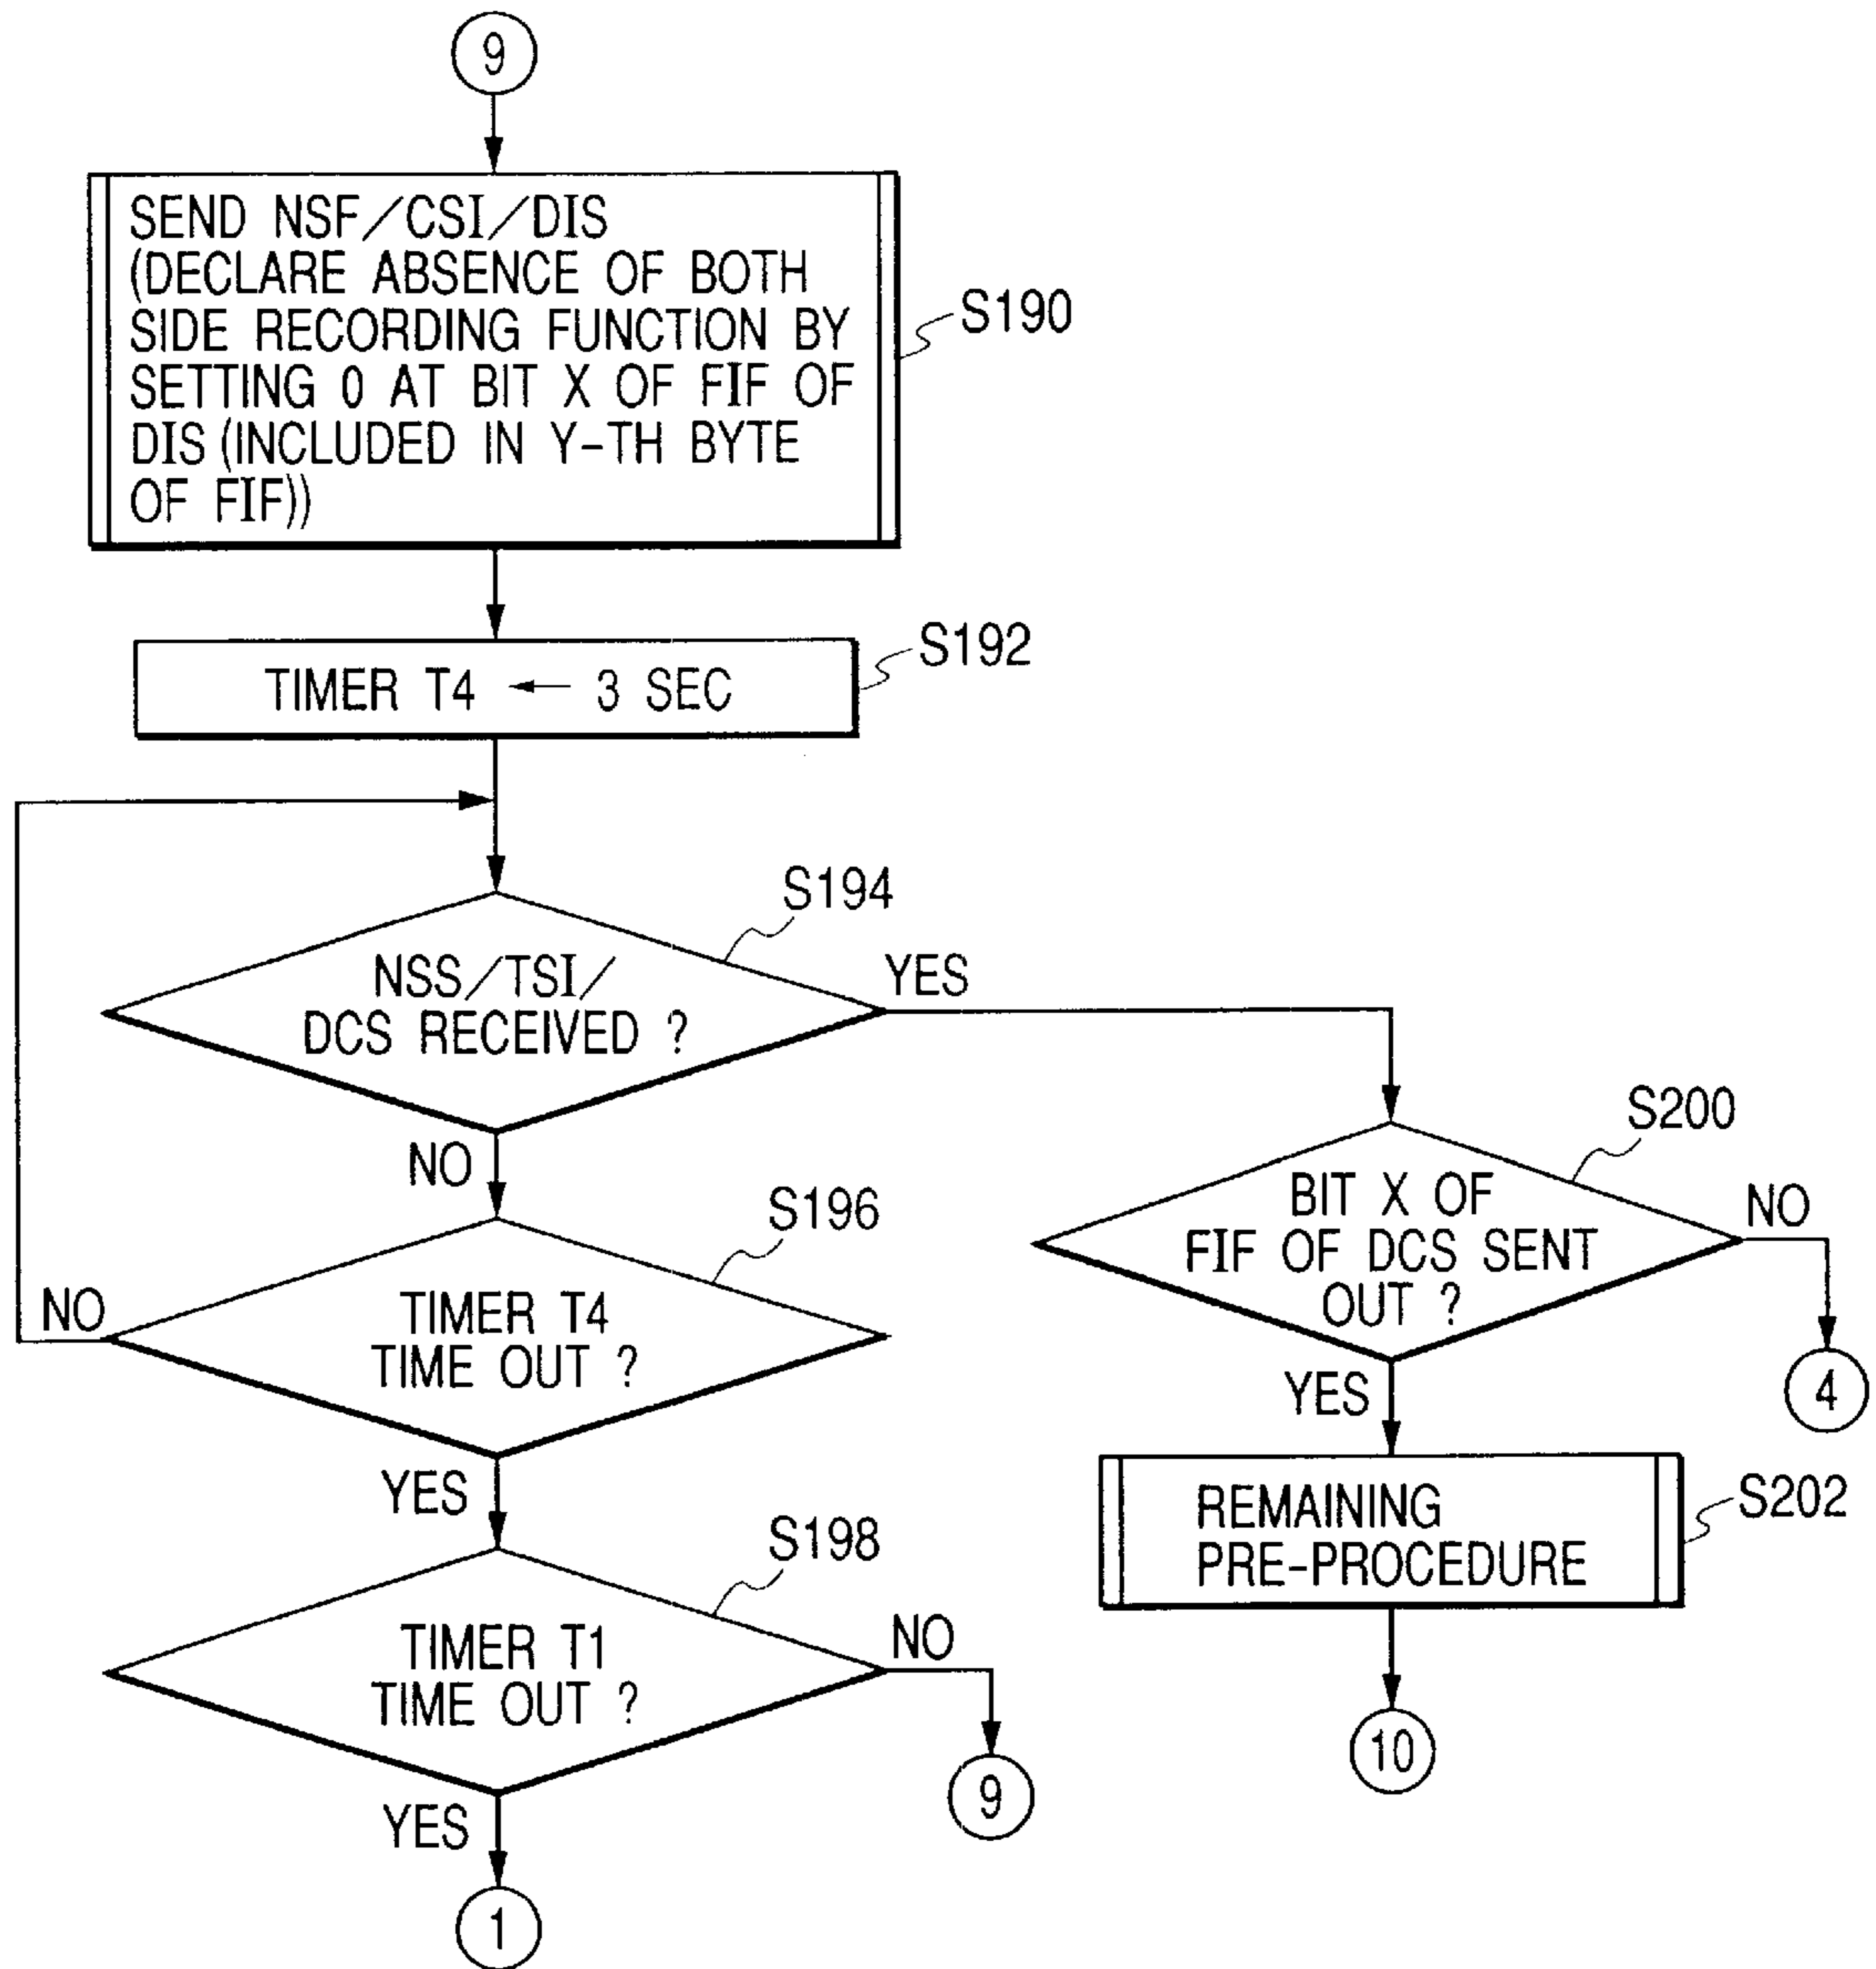 9
SEND NSF/CSI/DIS
(DECLARE ABSENCE OF BOTH
SIDE RECORDING FUNCTION BY
SETTING 0 AT BIT X OF FIF OF
DIS (INCLUDED IN Y-TH BYTE
OF FIF))
S190
TIMER T4 ← 3 SEC
S192
NSS/TSI/
DCS RECEIVED ?
S194
YES
NO
TIMER T4
TIME OUT ?
S196
NO
YES
TIMER T1
TIME OUT ?
S198
NO
9
YES
1
BIT X OF
FIF OF DCS SENT
OUT ?
S200
NO
4
YES
REMAINING
PRE-PROCEDURE
S202
10